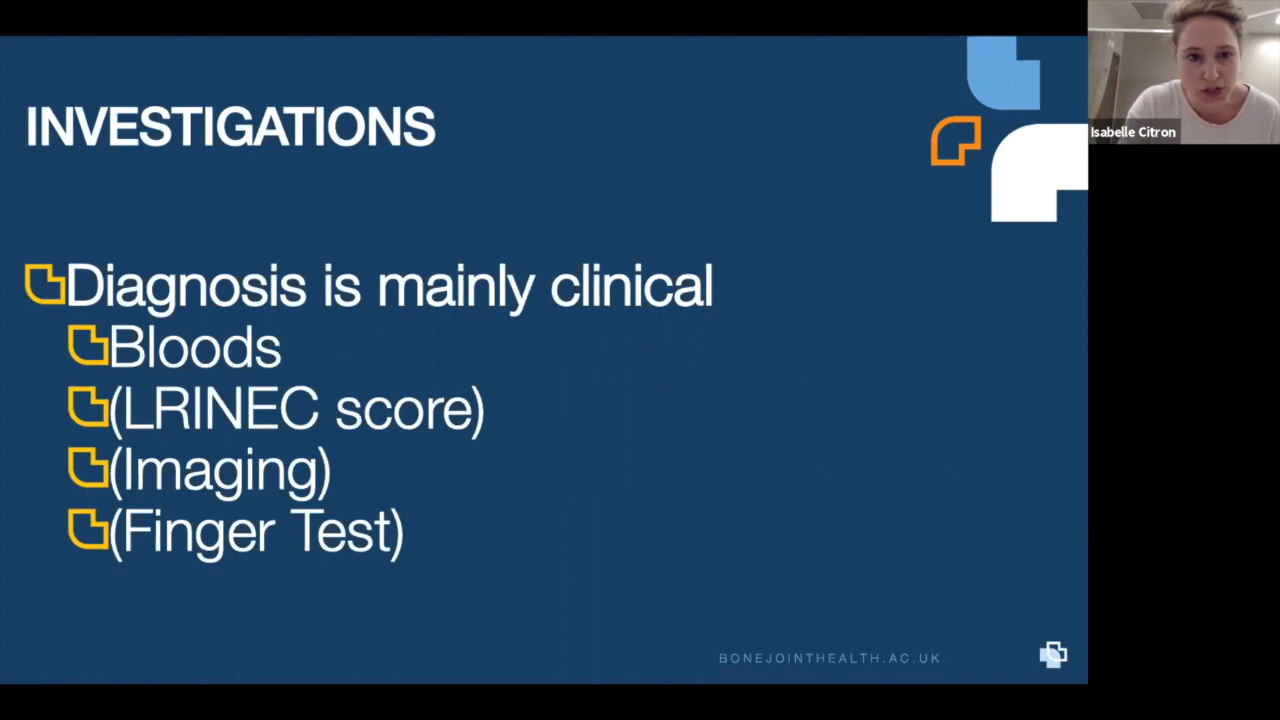 INVESTIGATIONS
Diagnosis is mainly clinical
Bloods
(LRINEC score)
(Imaging)
(Finger Test)
BONEJOINTHEALTH.AC.UK
Isabelle Citron